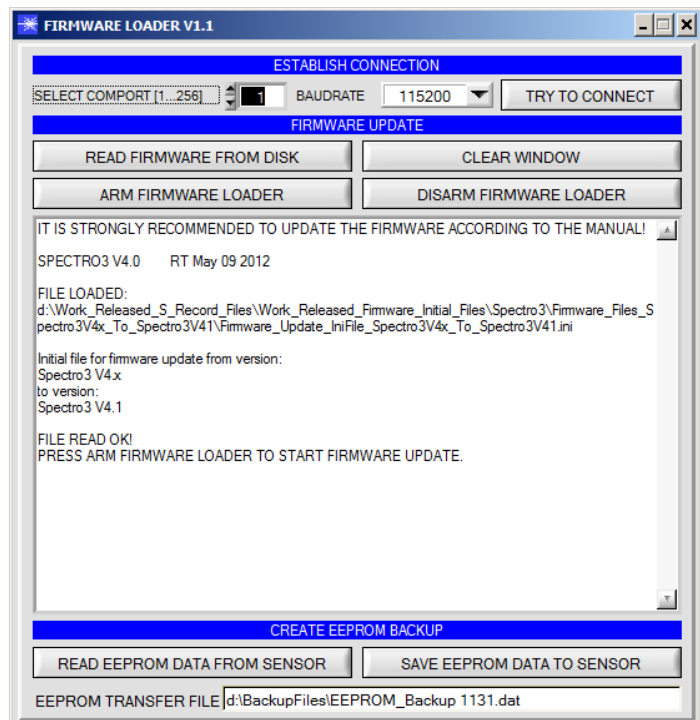 FIRMWARE LOADER V1.1
ESTABLISH CONNECTION
SELECT COMPORT [1...256] 1 BAUDRATE 115200 TRY TO CONNECT
FIRMWARE UPDATE
READ FIRMWARE FROM DISK CLEAR WINDOW
ARM FIRMWARE LOADER DISARM FIRMWARE LOADER
IT IS STRONGLY RECOMMENDED TO UPDATE THE FIRMWARE ACCORDING TO THE MANUAL!
SPECTRO3 V4.0 RT May 09 2012
FILE LOADED:
d:\Work_Released_S_Record_Files\Work_Released_Firmware_Initial_Files\Spectro3\Firmware_Files_S
pectro3V4x_To_Spectro3V41\Firmware_Update_IniFile_Spectro3V4x_To_Spectro3V41.ini
Initial file for firmware update from version:
Spectro3 V4.x
to version:
Spectro3 V4.1
FILE READ OK!
PRESS ARM FIRMWARE LOADER TO START FIRMWARE UPDATE.
CREATE EEPROM BACKUP
READ EEPROM DATA FROM SENSOR SAVE EEPROM DATA TO SENSOR
EEPROM TRANSFER FILE d:\BackupFiles\EEPROM_Backup 1131.dat